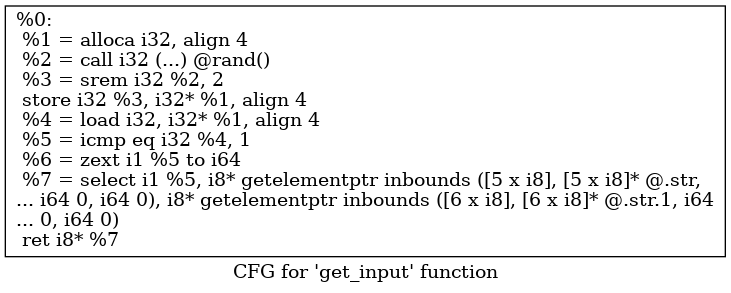 %0:
%1 = alloca i32, align 4
%2 = call i32 (...) @rand()
%3 = srem i32 %2, 2
store i32 %3, i32* %1, align 4
%4 = load i32, i32* %1, align 4
%5 = icmp eq i32 %4, 1
%6 = zext i1 %5 to i64
%7 = select i1 %5, i8* getelementptr inbounds ([5 x i8], [5 x i8]* @.str,
... i64 0, i64 0), i8* getelementptr inbounds ([6 x i8], [6 x i8]* @.str.1, i64
... 0, i64 0)
ret i8* %7
CFG for 'get_input' function